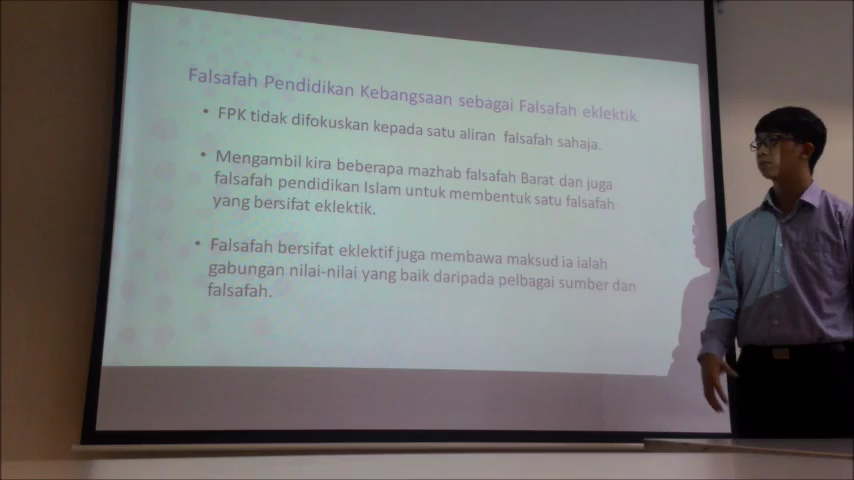 Falsafah Pendidikan Kebangsaan sebagai Falsafah eklektik.
• FPK tidak difokuskan kepada satu aliran falsafah sahaja.
• Mengambil kira beberapa mazhab falsafah Barat dan juga
falsafah pendidikan Islam untuk membentuk satu falsafah
yang bersifat eklektik.
• Falsafah bersifat eklektif juga membawa maksud ia ialah
gabungan nilai-nilai yang baik daripada pelbagai sumber dan
falsafah.